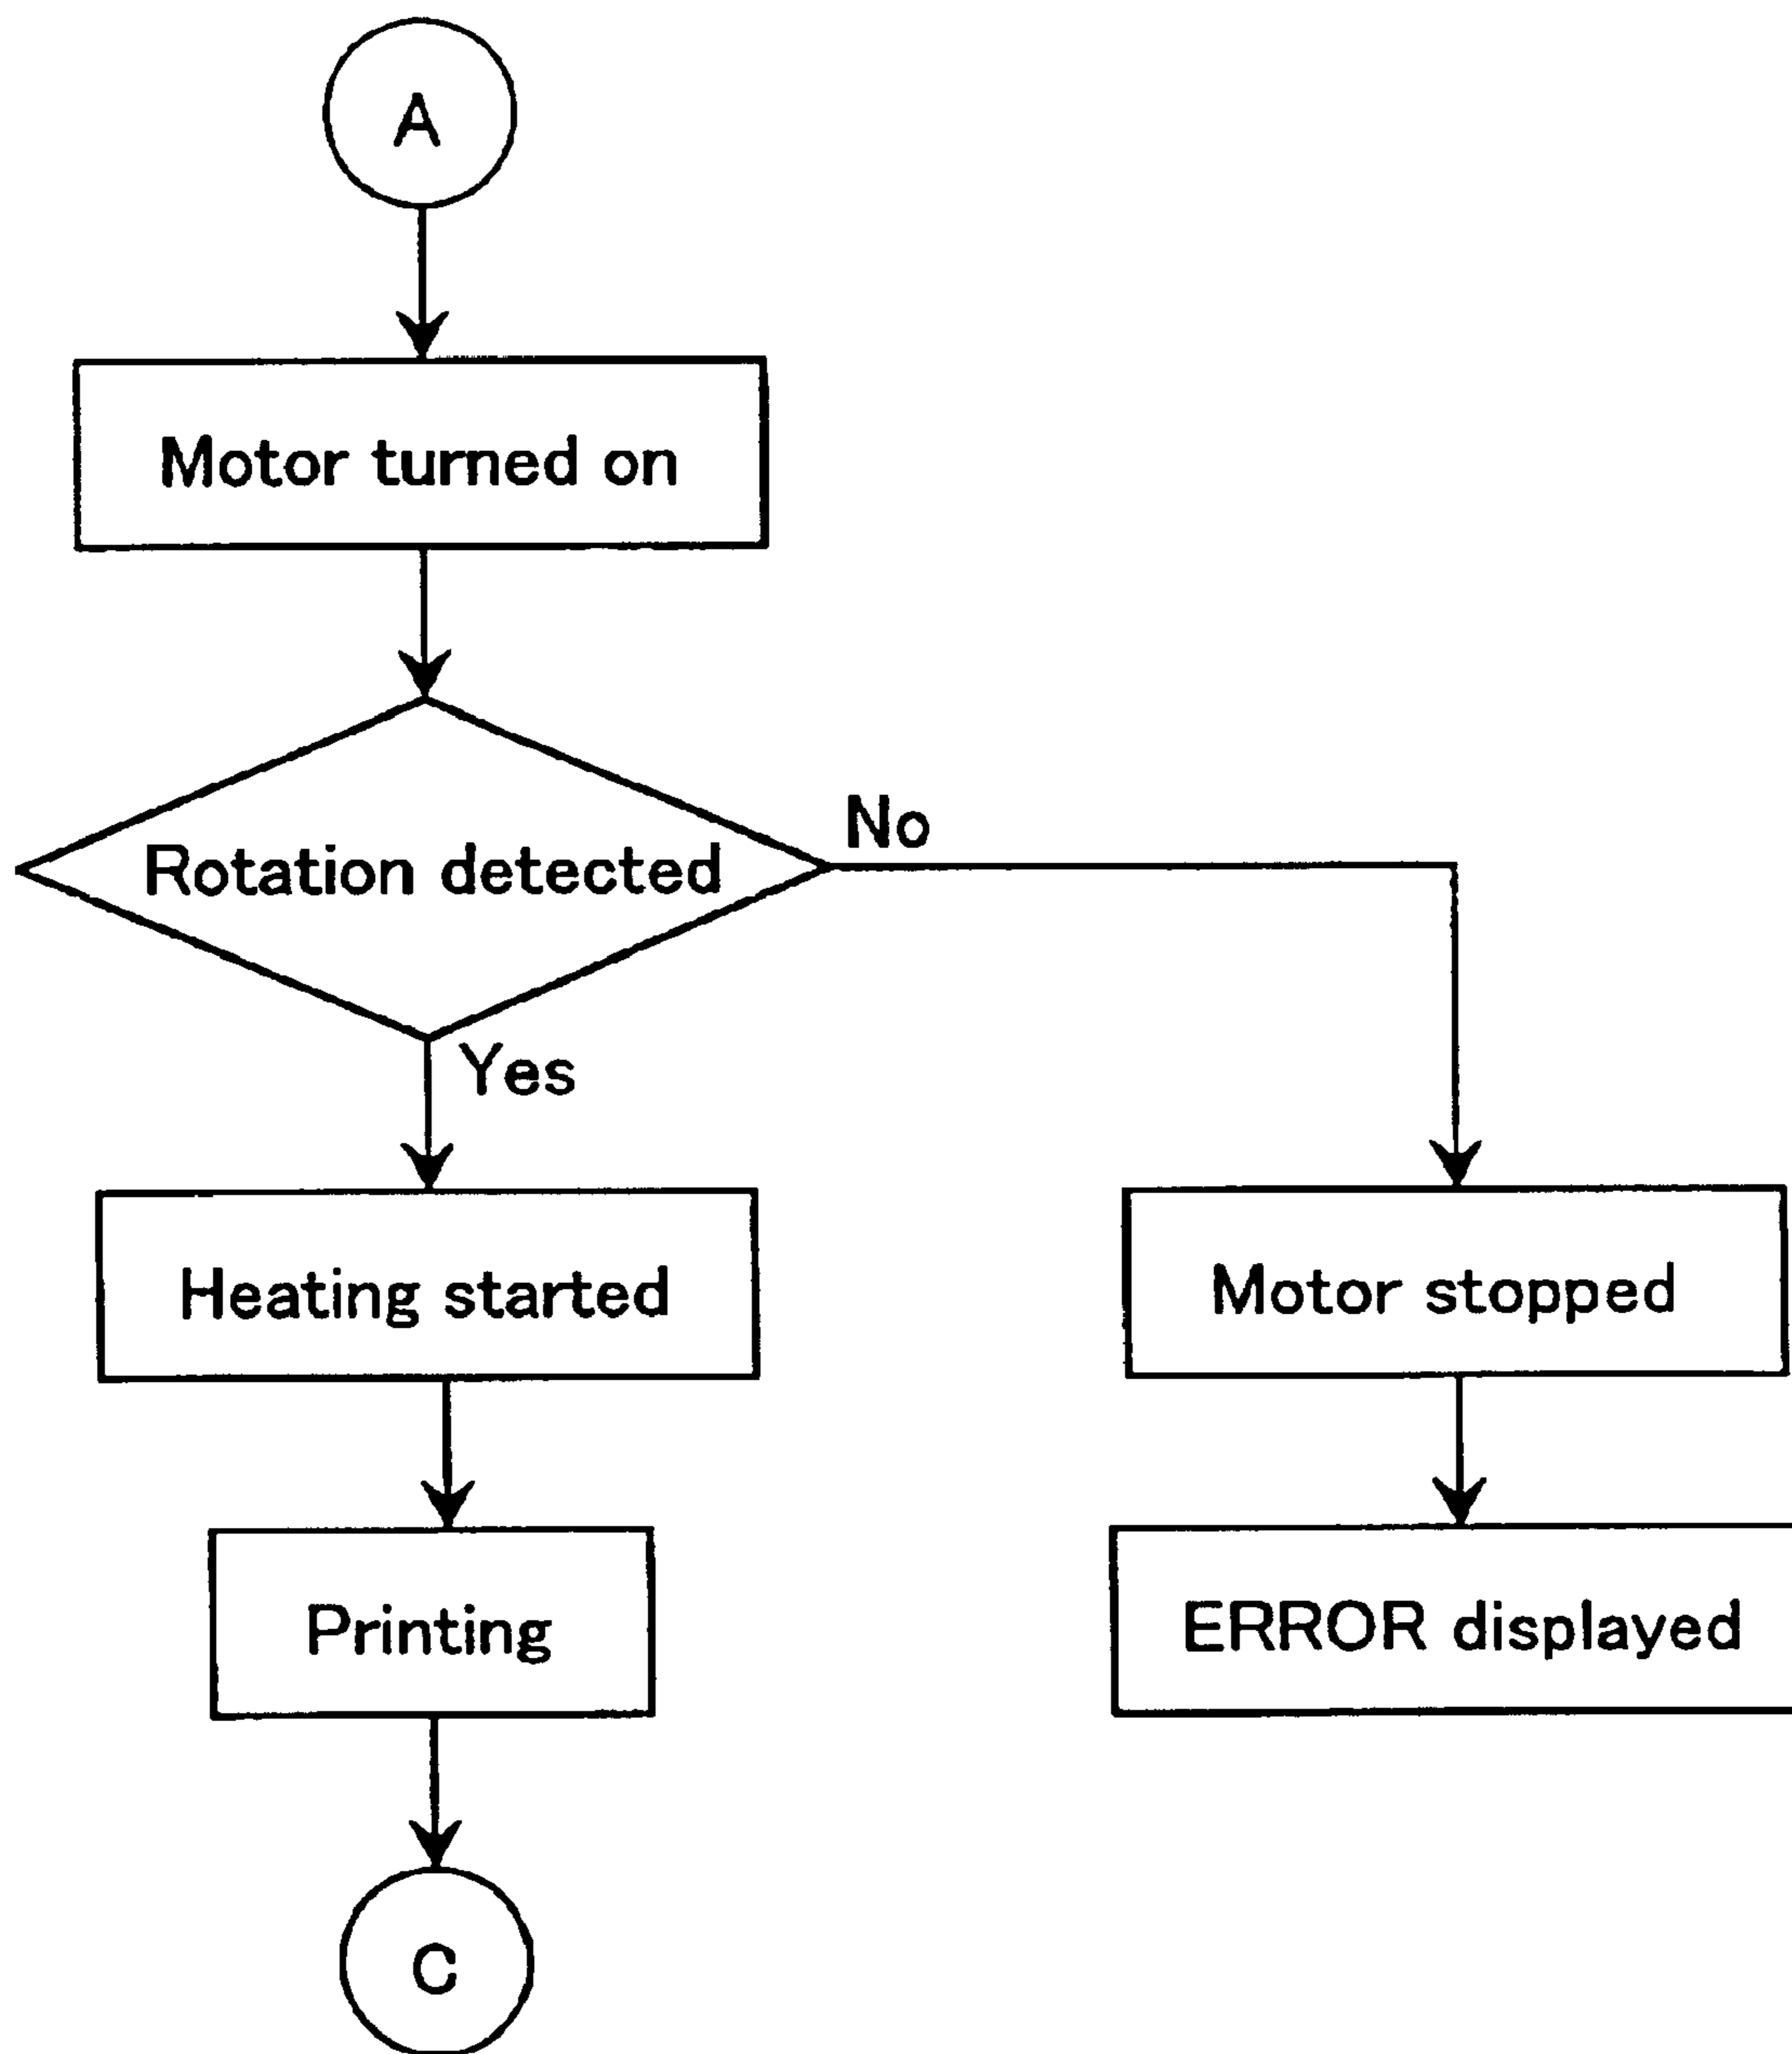 A
Motor turned on
Rotation detected
No
Yes
Heating started
Motor stopped
Printing
ERROR displayed
C